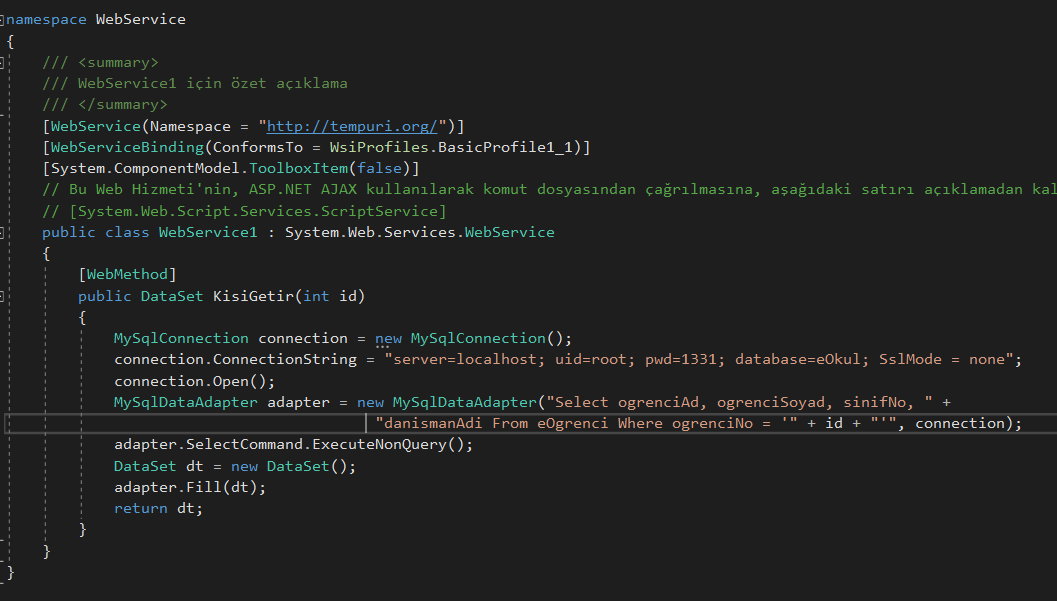 namespace WebService
{
/// <summary>
/// WebService1 için özet açıklama
/// </summary>
[WebService(Namespace = "http://tempuri.org/")]
[WebServiceBinding(ConformsTo = WsiProfiles.BasicProfile1_1)]
[System.ComponentModel.ToolboxItem(false)]
// Bu Web Hizmeti'nin, ASP.NET AJAX kullanılarak komut dosyasından çağrılmasına, aşağıdaki satırı açıklamadan kal
// [System.Web.Script.Services.ScriptService]
public class WebService1 : System.Web.Services.WebService
{
[WebMethod]
public DataSet KisiGetir(int id)
{
MySqlConnection connection = new MySqlConnection();
connection.ConnectionString = "server=localhost; uid=root; pwd=1331; database=eOkul; SslMode = none";
connection.Open();
MySqlDataAdapter adapter = new MySqlDataAdapter("Select ogrenciAd, ogrenciSoyad, sinifNo, " +
"danismanAdi From eOgrenci Where ogrenciNo = '" + id + "'", connection);
adapter.SelectCommand.ExecuteNonQuery();
DataSet dt = new DataSet();
adapter.Fill(dt);
return dt;
}
}
}